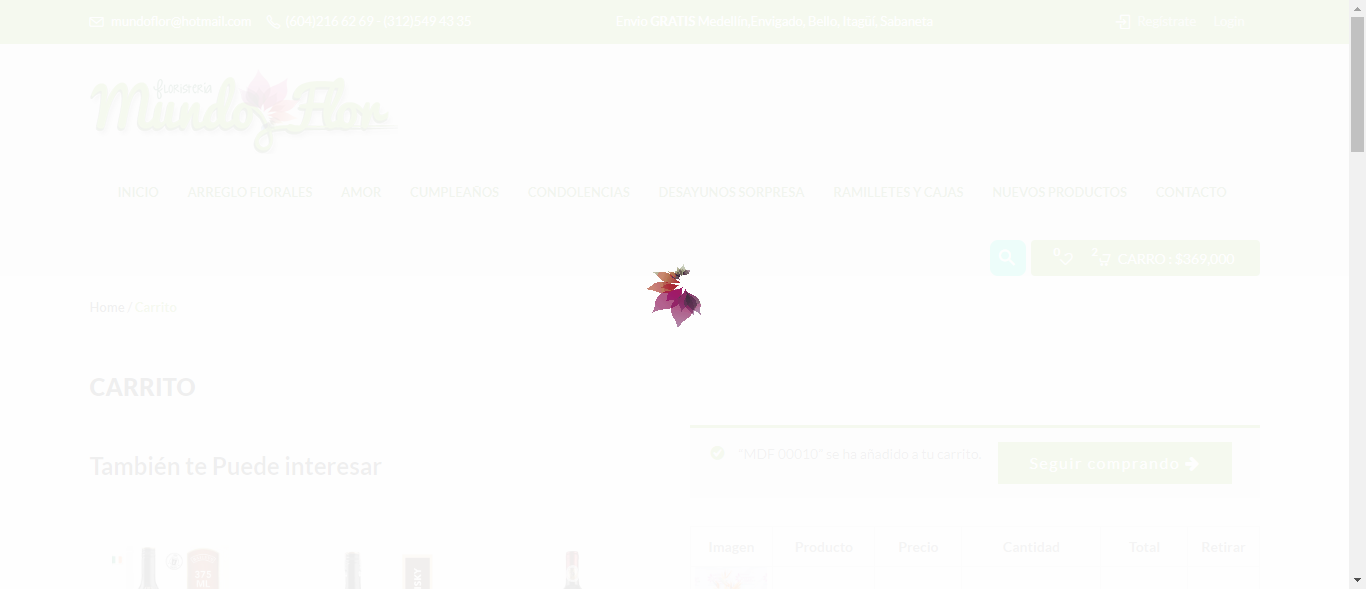 mundoflor@hotmail.com (604)216 62 69 - (312)549 43 35 Envío GRATIS Medellín,Envigado, Bello, Itagüí, Sabaneta Registrarse Login
floristería
Mundo Flor
INICIO ARREGLO FLORALES AMOR CUMPLEAÑOS CONDOLENCIAS DESAYUNOS SORPRESA RAMILLETES Y CAJAS NUEVOS PRODUCTOS CONTACTO
0 2 CARRO : $369,000
Home / Carrito
CARRITO
"MDF 00010" se ha añadido a tu carrito. Seguir comprando
También te Puede interesar
Imagen Producto Precio Cantidad Total Retirar